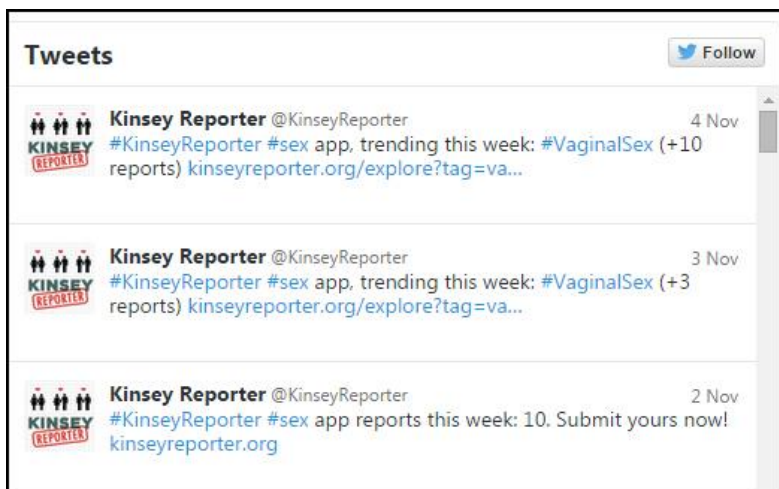 Tweets
Follow
Kinsey Reporter @KinseyReporter 4 Nov
#KinseyReporter #sex app, trending this week: #VaginalSex (+10
reports) kinseyreporter.org/explore?tag=va...
KINSEY
REPORTER
Kinsey Reporter @KinseyReporter 3 Nov
#KinseyReporter #sex app, trending this week: #VaginalSex (+3
reports) kinseyreporter.org/explore?tag=va...
KINSEY
REPORTER
Kinsey Reporter @KinseyReporter 2 Nov
#KinseyReporter #sex app reports this week: 10. Submit yours now!
kinseyreporter.org
KINSEY
REPORTER